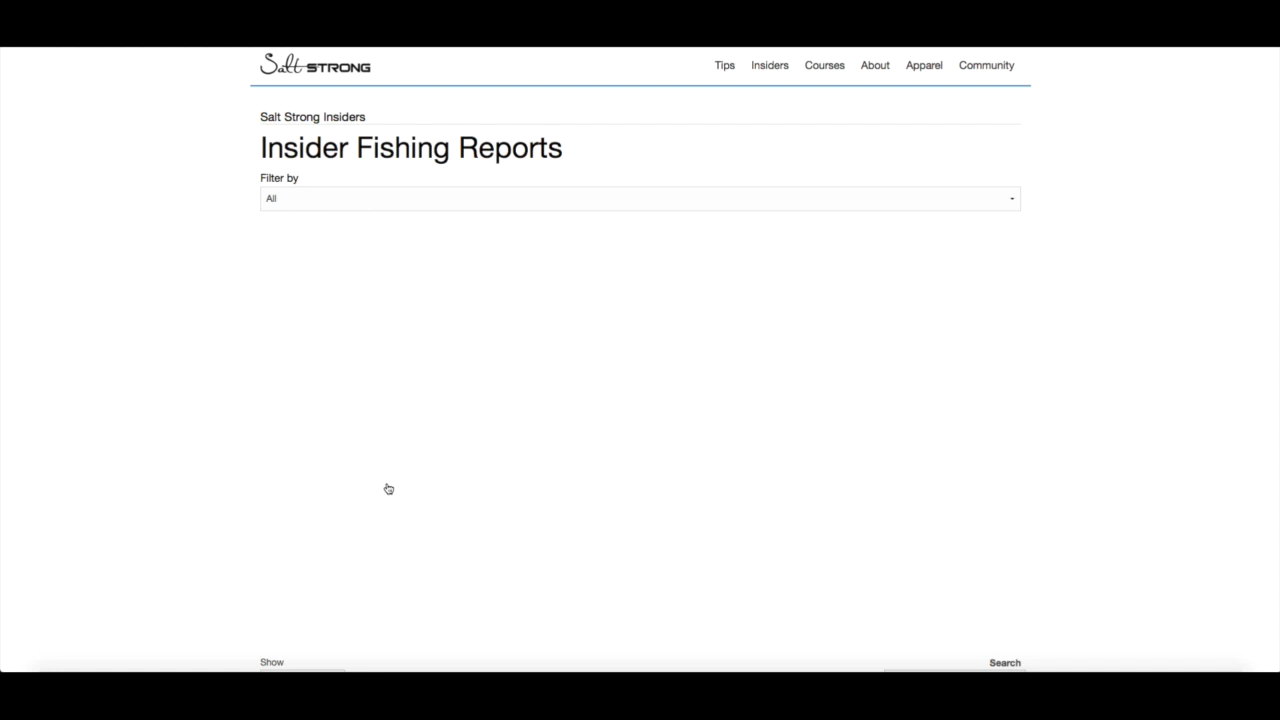 Salt STRONG
Tips Insiders Courses About Apparel Community
Salt Strong Insiders
Insider Fishing Reports
Filter by
All
Show
Search